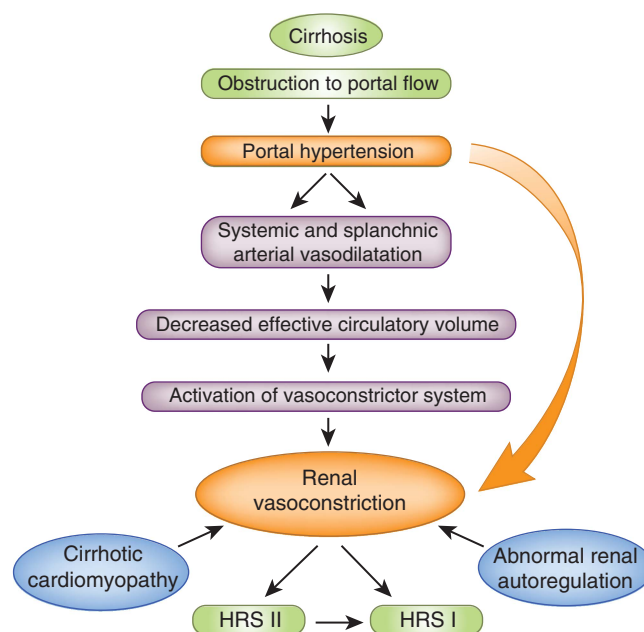 Cirrhosis
Obstruction to portal flow
Portal hypertension
Systemic and splanchnic
arterial vasodilatation
Decreased effective circulatory volume
Activation of vasoconstrictor system
Renal
vasoconstriction
Cirrhotic
cardiomyopathy
Abnormal renal
autoregulation
HRS II
HRS I